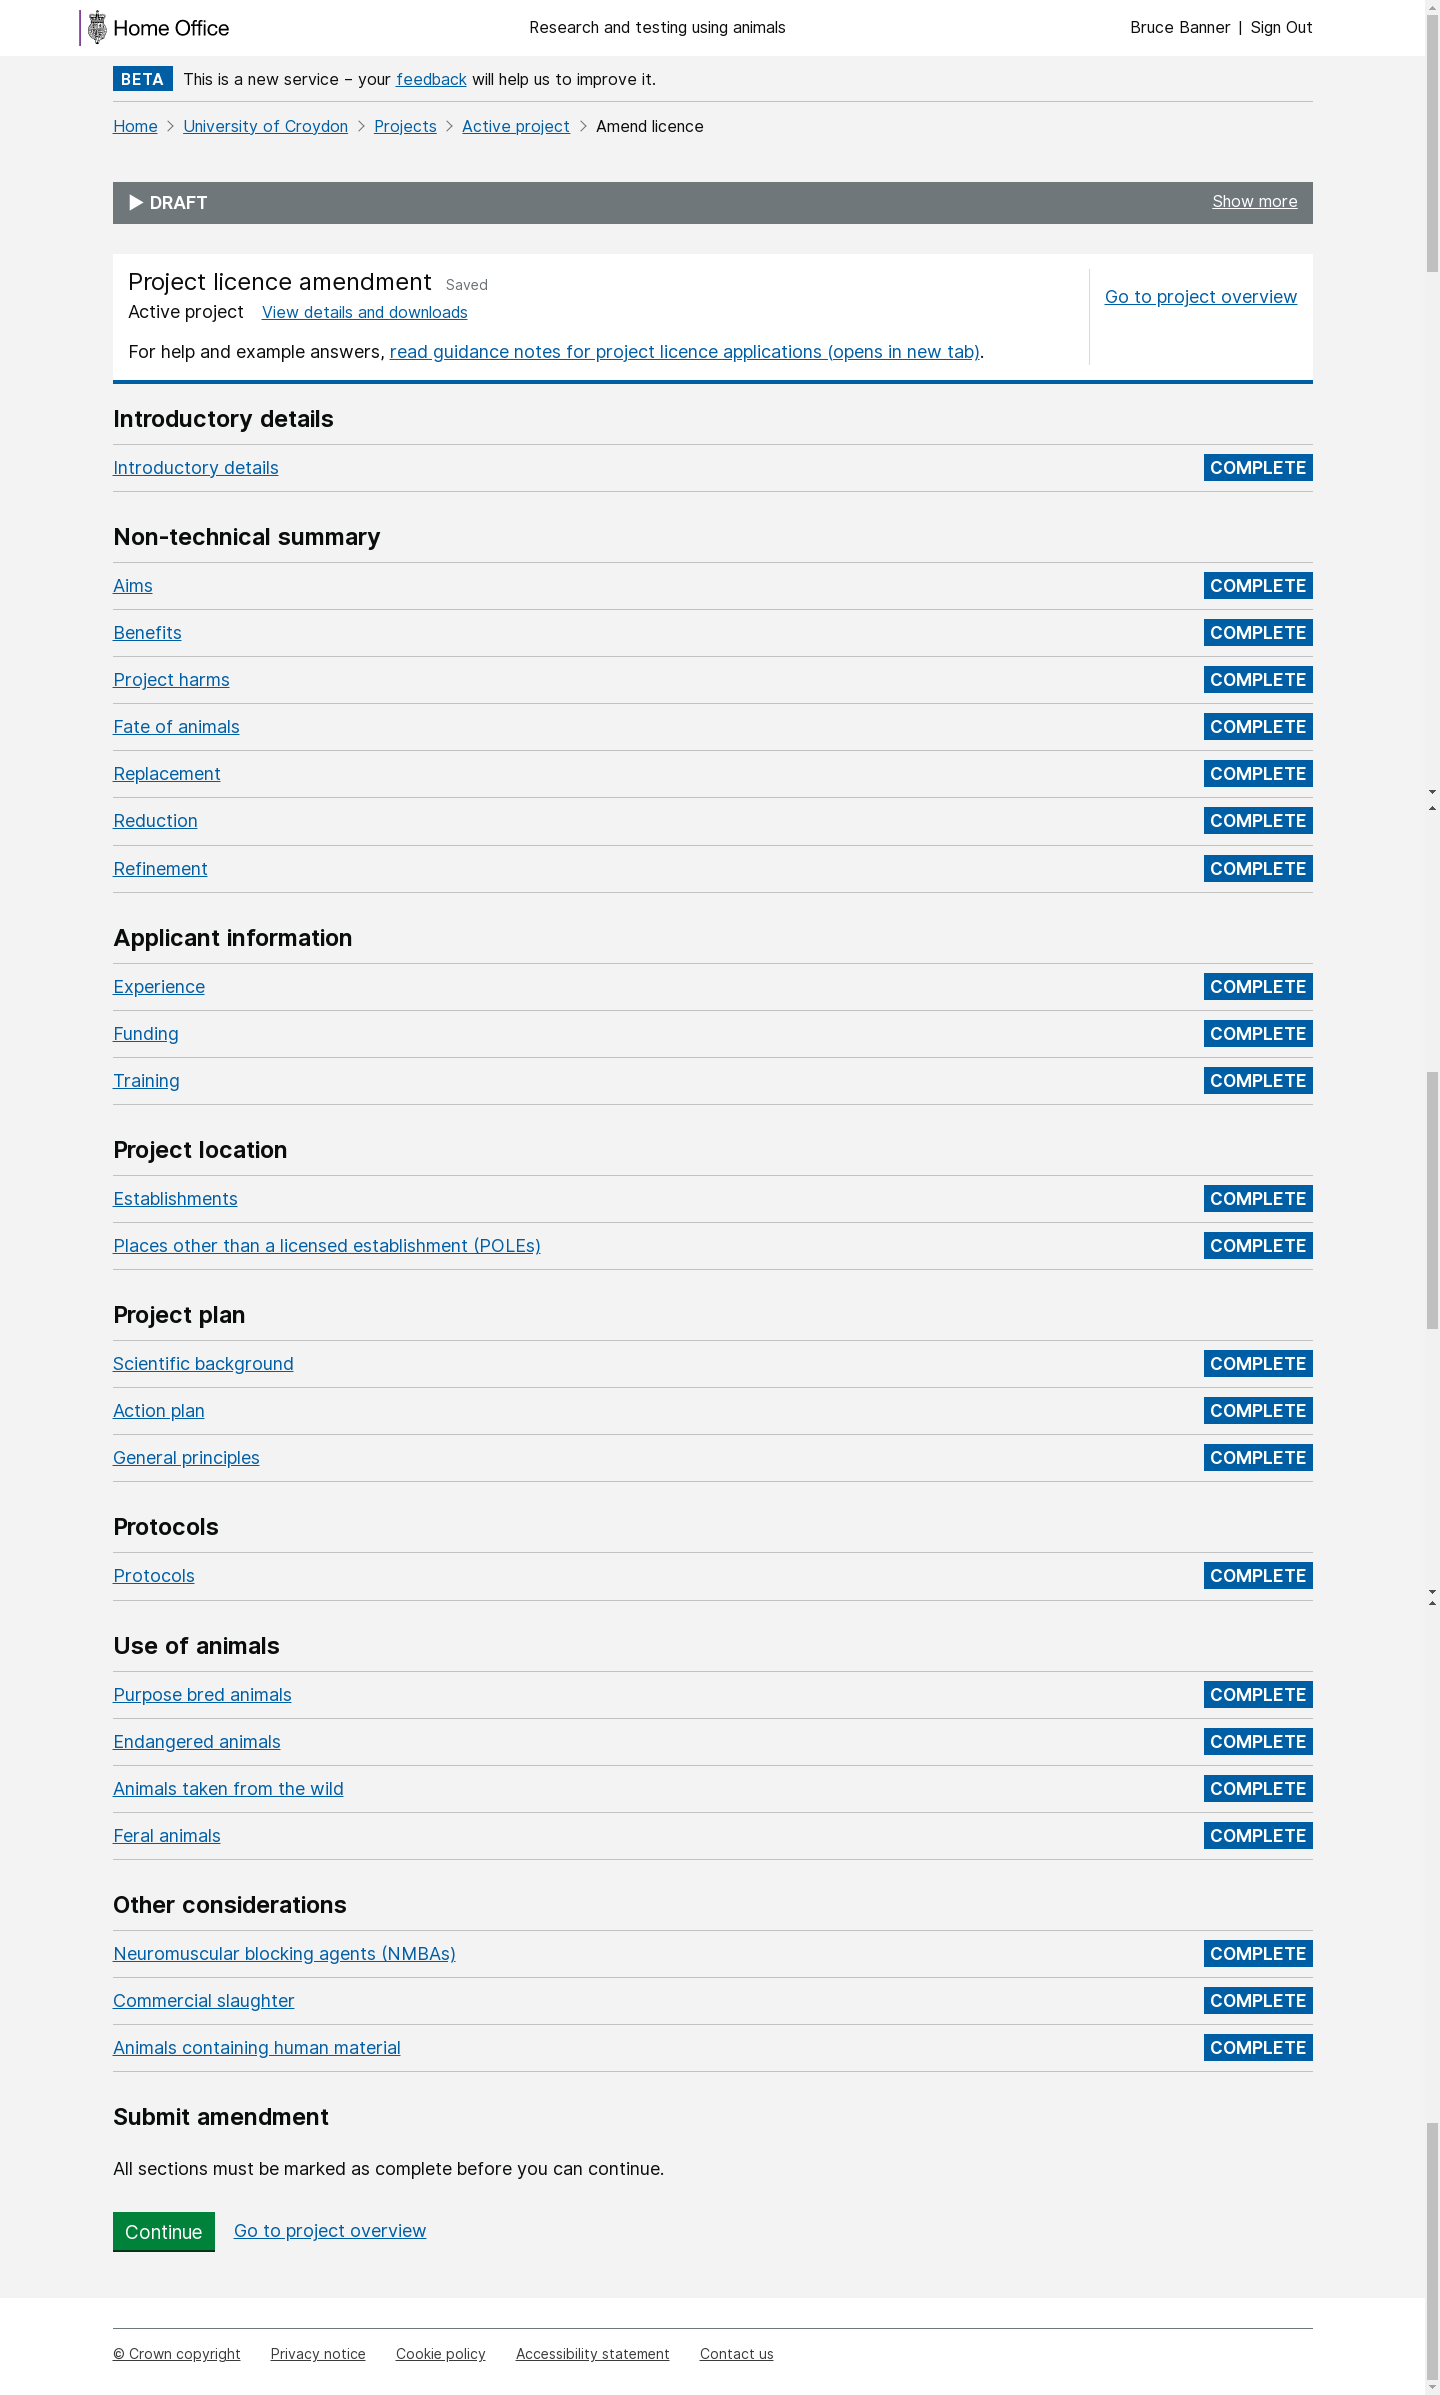 Home Office
Research and testing using animals
Bruce Banner | Sign Out
BETA This is a new service – your feedback will help us to improve it.
Home > University of Croydon > Projects > Active project > Amend licence
▶ DRAFT Show more
Project licence amendment Saved
Active project View details and downloads
Go to project overview
For help and example answers, read guidance notes for project licence applications (opens in new tab).
Introductory details
Introductory details COMPLETE
Non-technical summary
Aims COMPLETE
Benefits COMPLETE
Project harms COMPLETE
Fate of animals COMPLETE
Replacement COMPLETE
Reduction COMPLETE
Refinement COMPLETE
Applicant information
Experience COMPLETE
Funding COMPLETE
Training COMPLETE
Project location
Establishments COMPLETE
Places other than a licensed establishment (POLEs) COMPLETE
Project plan
Scientific background COMPLETE
Action plan COMPLETE
General principles COMPLETE
Protocols
Protocols COMPLETE
Use of animals
Purpose bred animals COMPLETE
Endangered animals COMPLETE
Animals taken from the wild COMPLETE
Feral animals COMPLETE
Other considerations
Neuromuscular blocking agents (NMBAs) COMPLETE
Commercial slaughter COMPLETE
Animals containing human material COMPLETE
Submit amendment
All sections must be marked as complete before you can continue.
Continue Go to project overview
© Crown copyright Privacy notice Cookie policy Accessibility statement Contact us